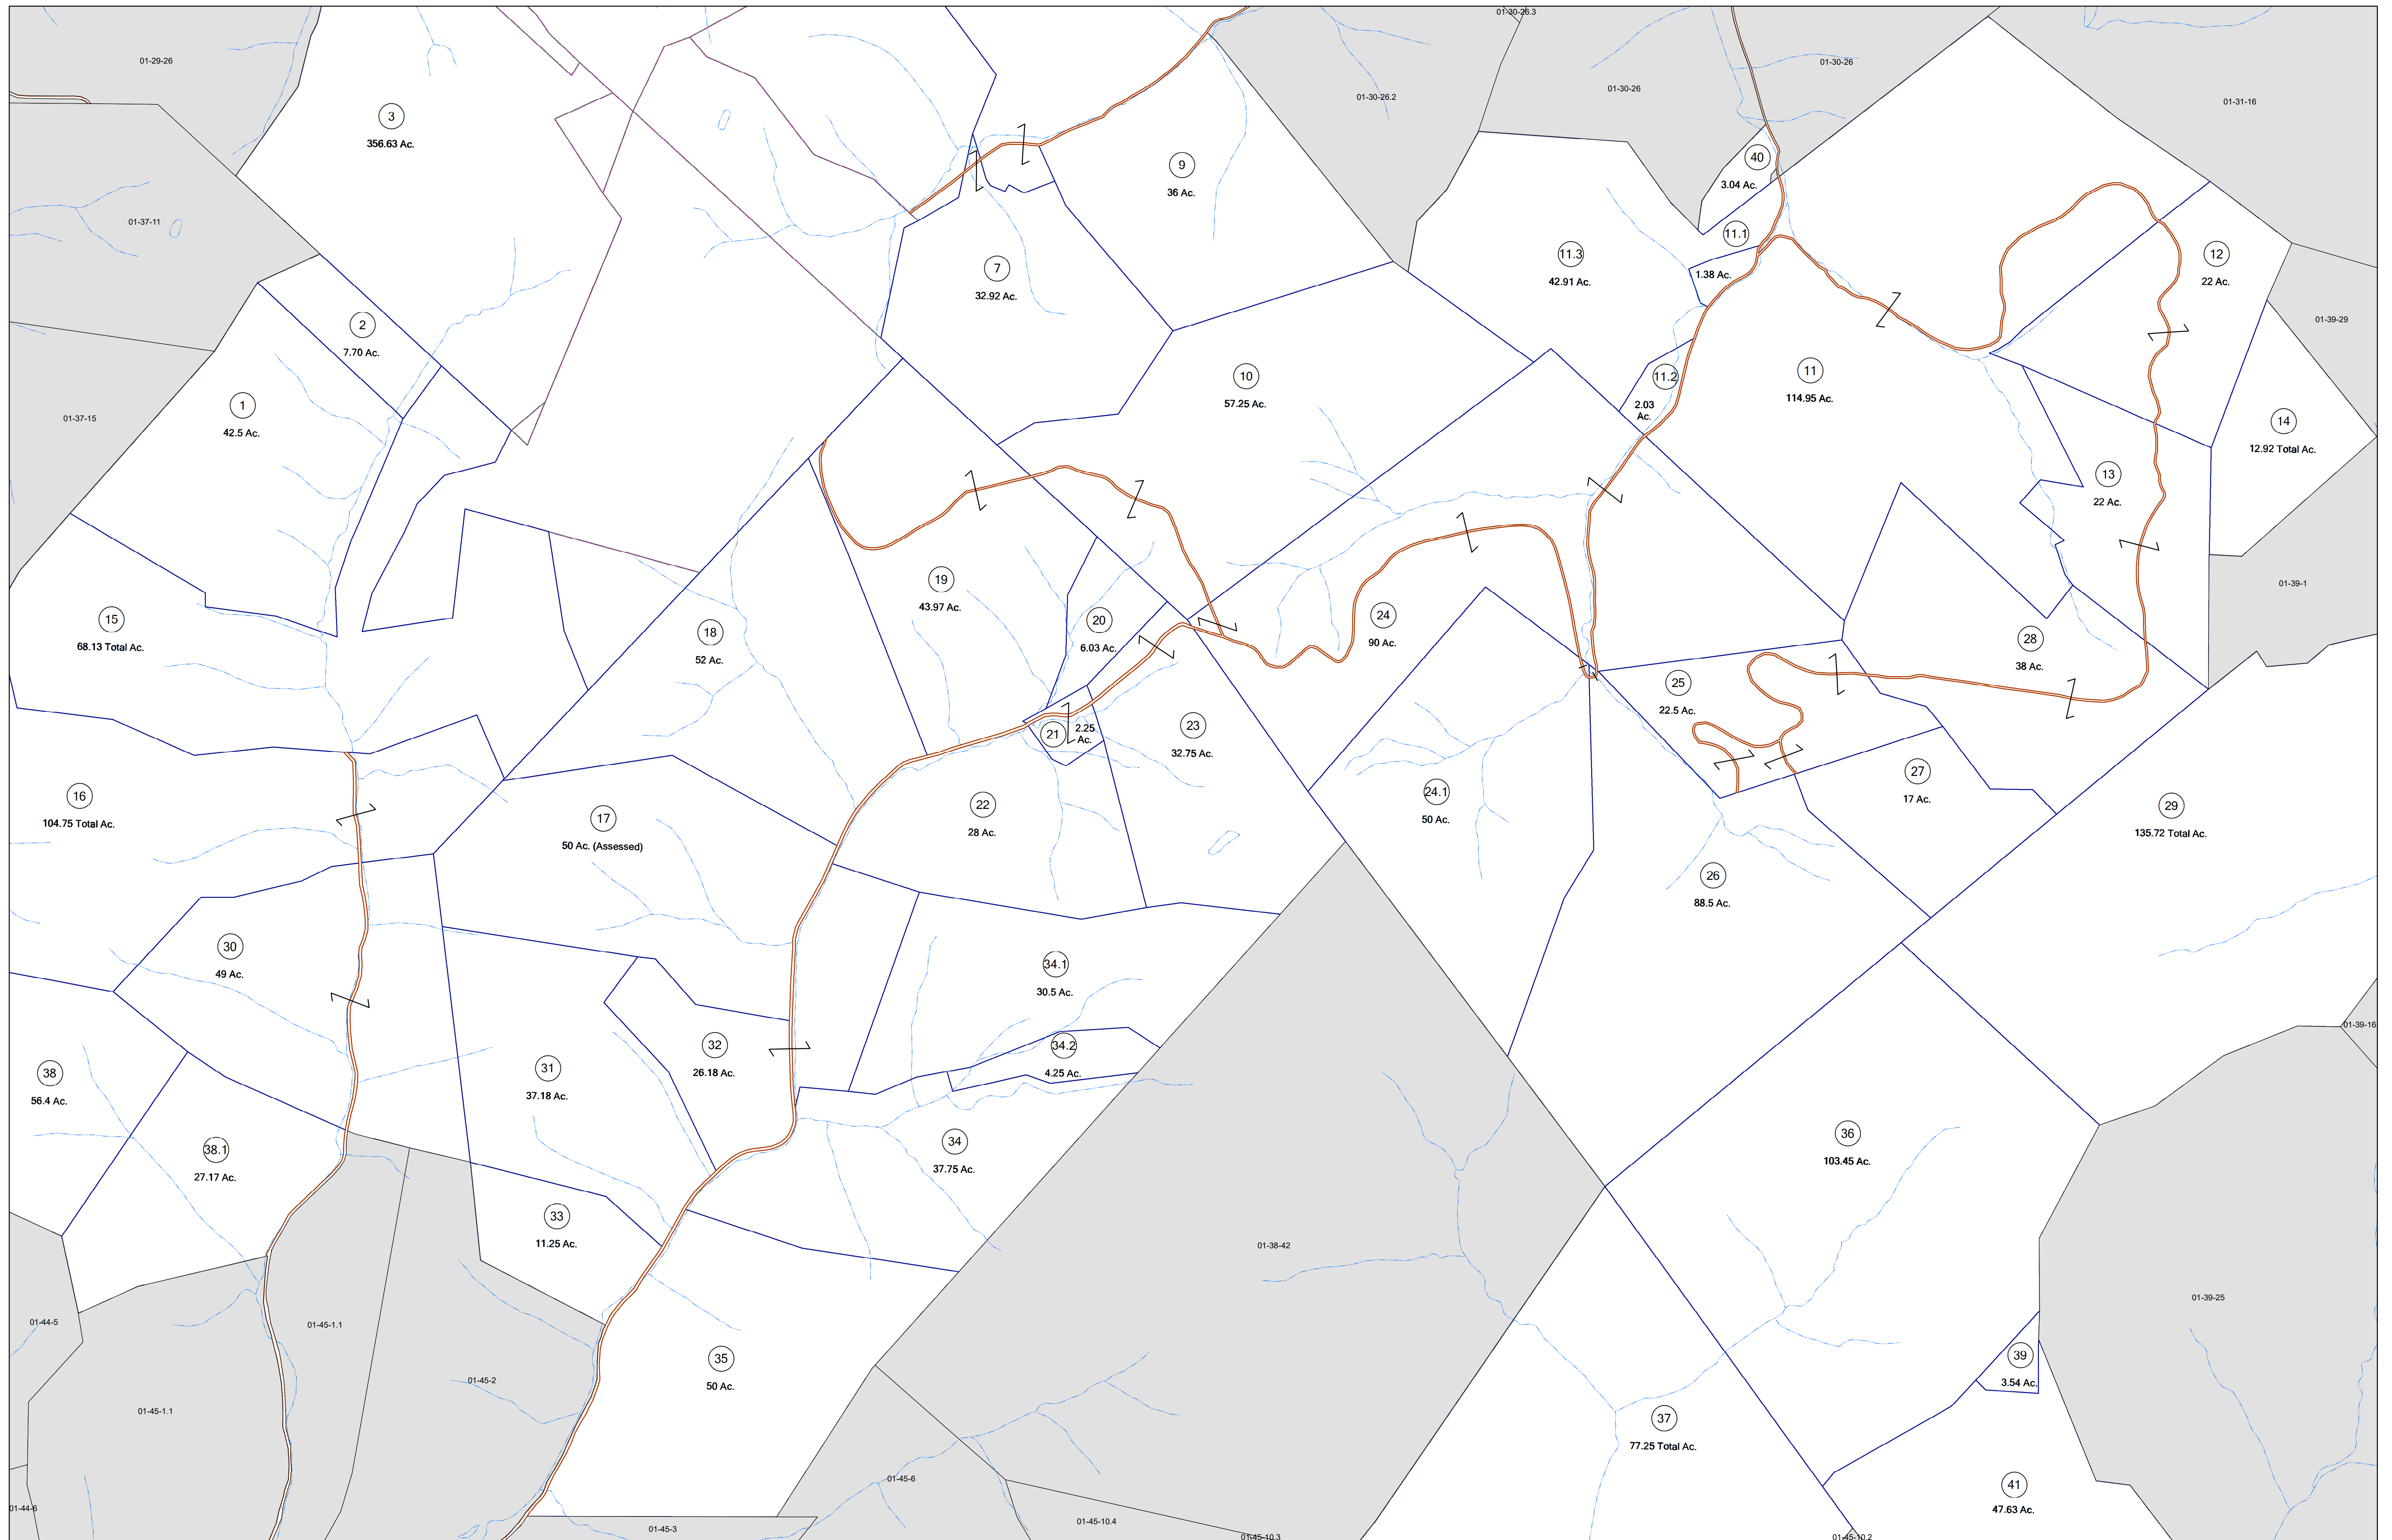 01-30-26.3
01-29-26
01-30-26
01-30-26
01-30-26.2
01-31-16
3
356.63 Ac.
9
36 Ac.
40
3.04 Ac.
01-37-11
11.1
1.38 Ac.
11.3
42.91 Ac.
12
22 Ac.
7
32.92 Ac.
01-39-29
2
7.70 Ac.
11
114.95 Ac.
10
57.25 Ac.
11.2
2.03
Ac.
1
42.5 Ac.
01-37-15
14
12.92 Total Ac.
13
22 Ac.
01-39-1
19
43.97 Ac.
20
6.03 Ac.
24
90 Ac.
15
68.13 Total Ac.
18
52 Ac.
28
38 Ac.
25
22.5 Ac.
23
32.75 Ac.
21
2.25
Ac.
27
17 Ac.
24.1
50 Ac.
16
104.75 Total Ac.
22
28 Ac.
29
135.72 Total Ac.
17
50 Ac. (Assessed)
26
88.5 Ac.
30
49 Ac.
34.1
30.5 Ac.
01-39-16
32
26.18 Ac.
34.2
4.25 Ac.
31
37.18 Ac.
38
56.4 Ac.
36
103.45 Ac.
38.1
27.17 Ac.
34
37.75 Ac.
33
11.25 Ac.
01-38-42
01-39-25
01-44-5
01-45-1.1
39
3.54 Ac.
35
50 Ac.
01-45-2
01-45-1.1
37
77.25 Total Ac.
01-45-6
41
47.63 Ac.
01-44-6
01-45-10.4
01-45-3
01-45-10.3
01-45-10.2